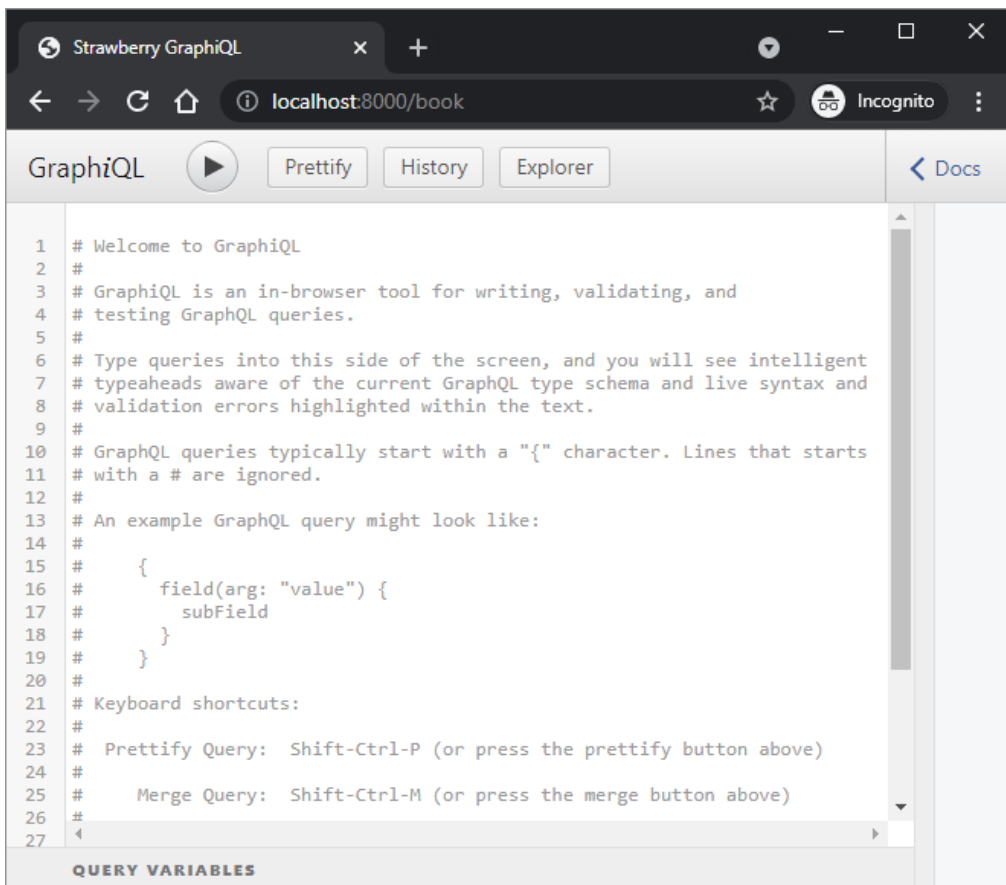 Strawberry GraphiQL
localhost:8000/book
Incognito
GraphiQL Prettify History Explorer Docs
1 # Welcome to GraphiQL
2 #
3 # GraphiQL is an in-browser tool for writing, validating, and
4 # testing GraphQL queries.
5 #
6 # Type queries into this side of the screen, and you will see intelligent
7 # typeaheads aware of the current GraphQL type schema and live syntax and
8 # validation errors highlighted within the text.
9 #
10 # GraphQL queries typically start with a "{" character. Lines that starts
11 # with a # are ignored.
12 #
13 # An example GraphQL query might look like:
14 #
15 #     {
16 #       field(arg: "value") {
17 #         subField
18 #       }
19 #     }
20 #
21 # Keyboard shortcuts:
22 #
23 #  Prettify Query:  Shift-Ctrl-P (or press the prettify button above)
24 #
25 #     Merge Query:  Shift-Ctrl-M (or press the merge button above)
26 #
27
QUERY VARIABLES